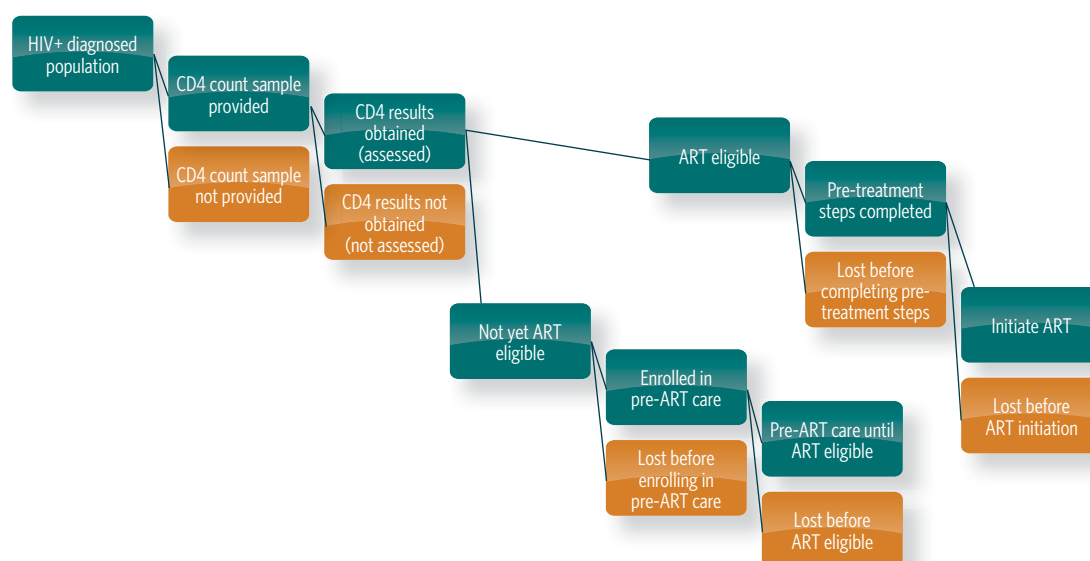 HIV+ diagnosed
population
CD4 count sample
provided
CD4 count sample
not provided
CD4 results
obtained
(assessed)
CD4 results not
obtained
(not assessed)
ART eligible
Pre-treatment
steps completed
Lost before
completing pre-
treatment steps
Initiate ART
Lost before
ART initiation
Not yet ART
eligible
Enrolled in
pre-ART care
Lost before
enrolling in
pre-ART care
Pre-ART care until
ART eligible
Lost before
ART eligible